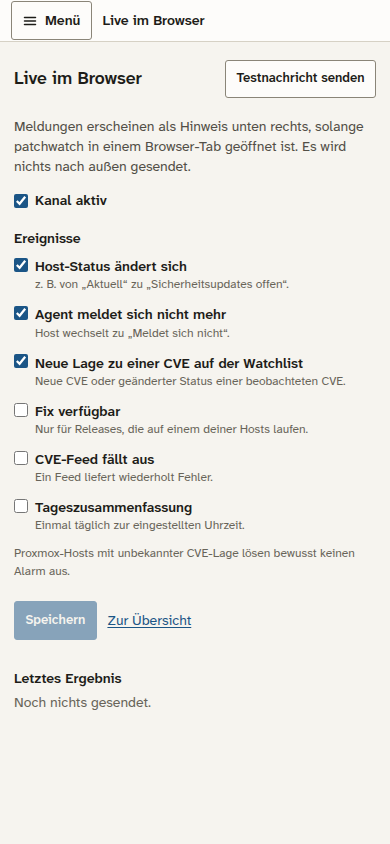 Menü Live im Browser
Live im Browser
Testnachricht senden
Meldungen erscheinen als Hinweis unten rechts, solange
patchwatch in einem Browser-Tab geöffnet ist. Es wird
nichts nach außen gesendet.
Kanal aktiv
Ereignisse
Host-Status ändert sich
z. B. von „Aktuell“ zu „Sicherheitsupdates offen“.
Agent meldet sich nicht mehr
Host wechselt zu „Meldet sich nicht“.
Neue Lage zu einer CVE auf der Watchlist
Neue CVE oder geänderter Status einer beobachteten CVE.
Fix verfügbar
Nur für Releases, die auf einem deiner Hosts laufen.
CVE-Feed fällt aus
Ein Feed liefert wiederholt Fehler.
Tageszusammenfassung
Einmal täglich zur eingestellten Uhrzeit.
Proxmox-Hosts mit unbekannter CVE-Lage lösen bewusst keinen
Alarm aus.
Speichern Zur Übersicht
Letztes Ergebnis
Noch nichts gesendet.